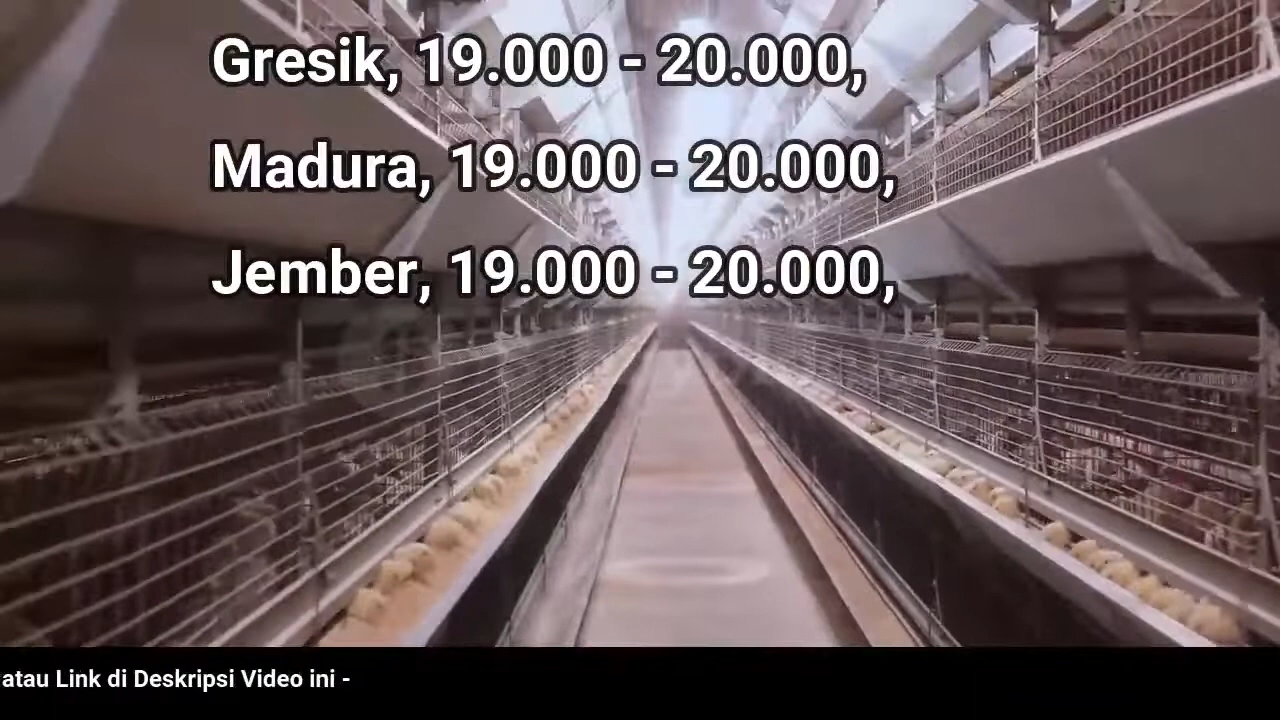 Gresik, 19.000 - 20.000,
Madura, 19.000 - 20.000,
Jember, 19.000 - 20.000,
atau Link di Deskripsi Video ini -